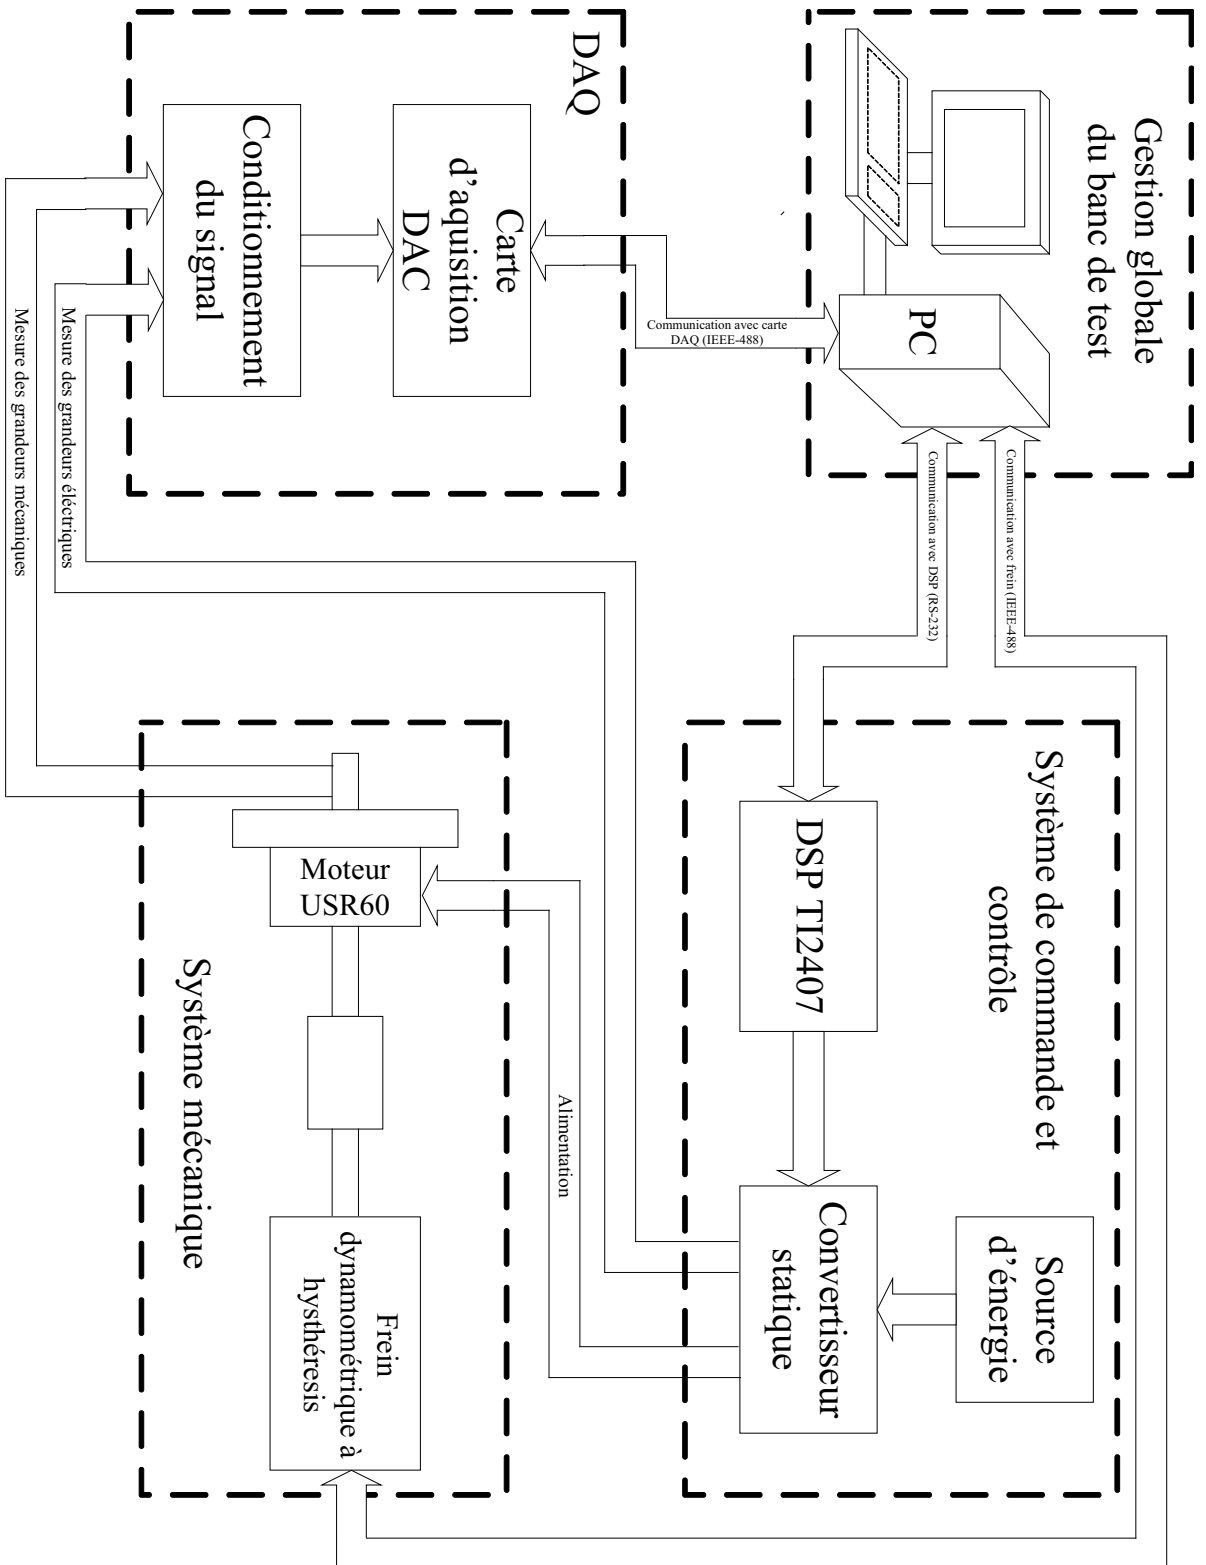 Gestion globale
du banc de test
PC
Communication avec frein (IEEE-488)
Communication avec DSP (RS-232)
Communication avec carte
DAQ (IEEE-488)
DAQ
Carte
d'aquisition
DAC
Conditionnement
du signal
Mesure des grandeurs éléctriques
Mesure des grandeurs mécaniques
Système de commande et
contrôle
DSP TI2407
Source
d'énergie
Convertisseur
statique
Alimentation
Moteur
USR60
Frein
dynamométrique à
hysthéresis
Système mécanique